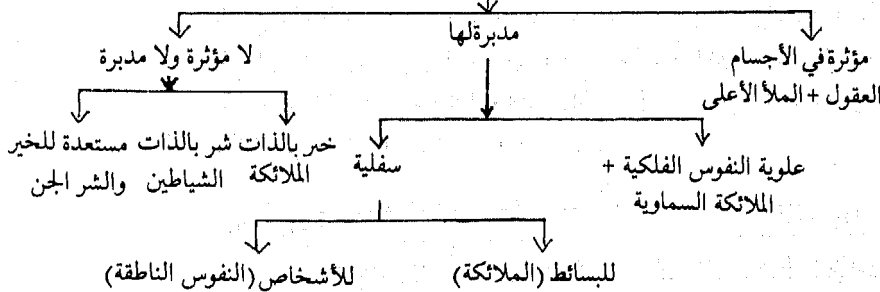 مدبرة لها
مؤثرة في الأجسام
العقول + الملأ الأعلى
لا مؤثرة ولا مدبرة
علوية النفوس الفلكية +
الملائكة السماوية
سفلية
خبر بالذات
الملائكة
شر بالذات
الشياطين
مستعدة للخير
والشر الجن
للبسائط (الملائكة)
للأشخاص (النفوس الناطقة)